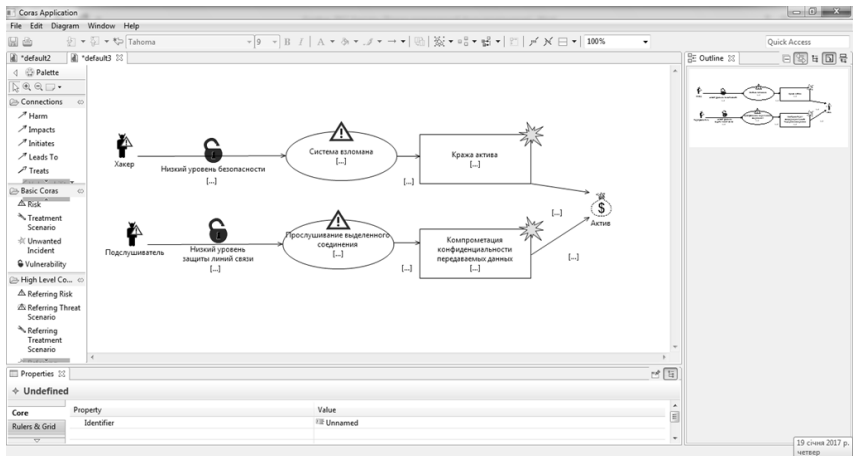 Coras Application
File Edit Diagram Window Help
Tahoma 9 B I A 100% Quick Access
*default2 *default3
Outline
Palette
Connections
Harm
Impacts
Initiates
Leads To
Treats
Basic Coras
Risk
Treatment
Scenario
Unwanted
Incident
Vulnerability
High Level Co...
Referring Risk
Referring Threat
Scenario
Referring
Treatment
Scenario
Хакер
Низкий уровень безопасности
[...]
Система взломана
[...]
[...]
Кража актива
[...]
[...]
$
Актив
Подслушиватель
Низкий уровень
защиты линий связи
[...]
Прослушивание выделенного
соединения
[...]
[...]
Компрометация
конфиденциальности
передаваемых данных
[...]
[...]
Properties
Undefined
Core
Rulers & Grid
Property Value
Identifier Unnamed
19 січня 2017 р.
четвер